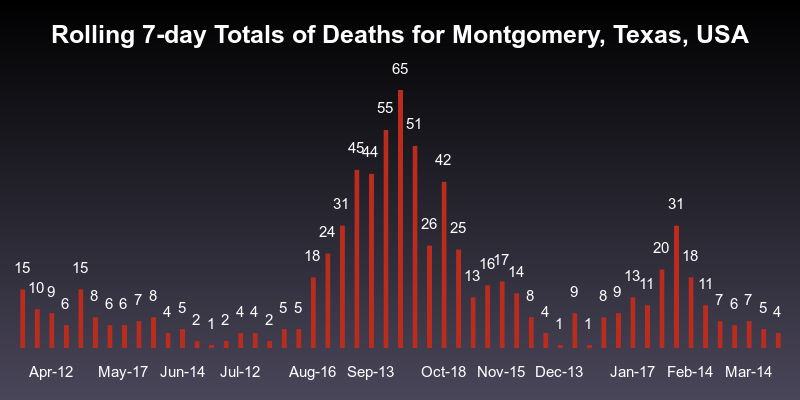 Rolling 7-day Totals of Deaths for Montgomery, Texas, USA
15 10 9 6 15 8 6 6 7 8 4 5 2 1 2 4 4 2 5 5 18 24 31 45 44 55 65 51 26 42 25 13 16 17 14 8 4 1 9 1 8 9 13 11 20 31 18 11 7 6 7 5 4
Apr-12 May-17 Jun-14 Jul-12 Aug-16 Sep-13 Oct-18 Nov-15 Dec-13 Jan-17 Feb-14 Mar-14